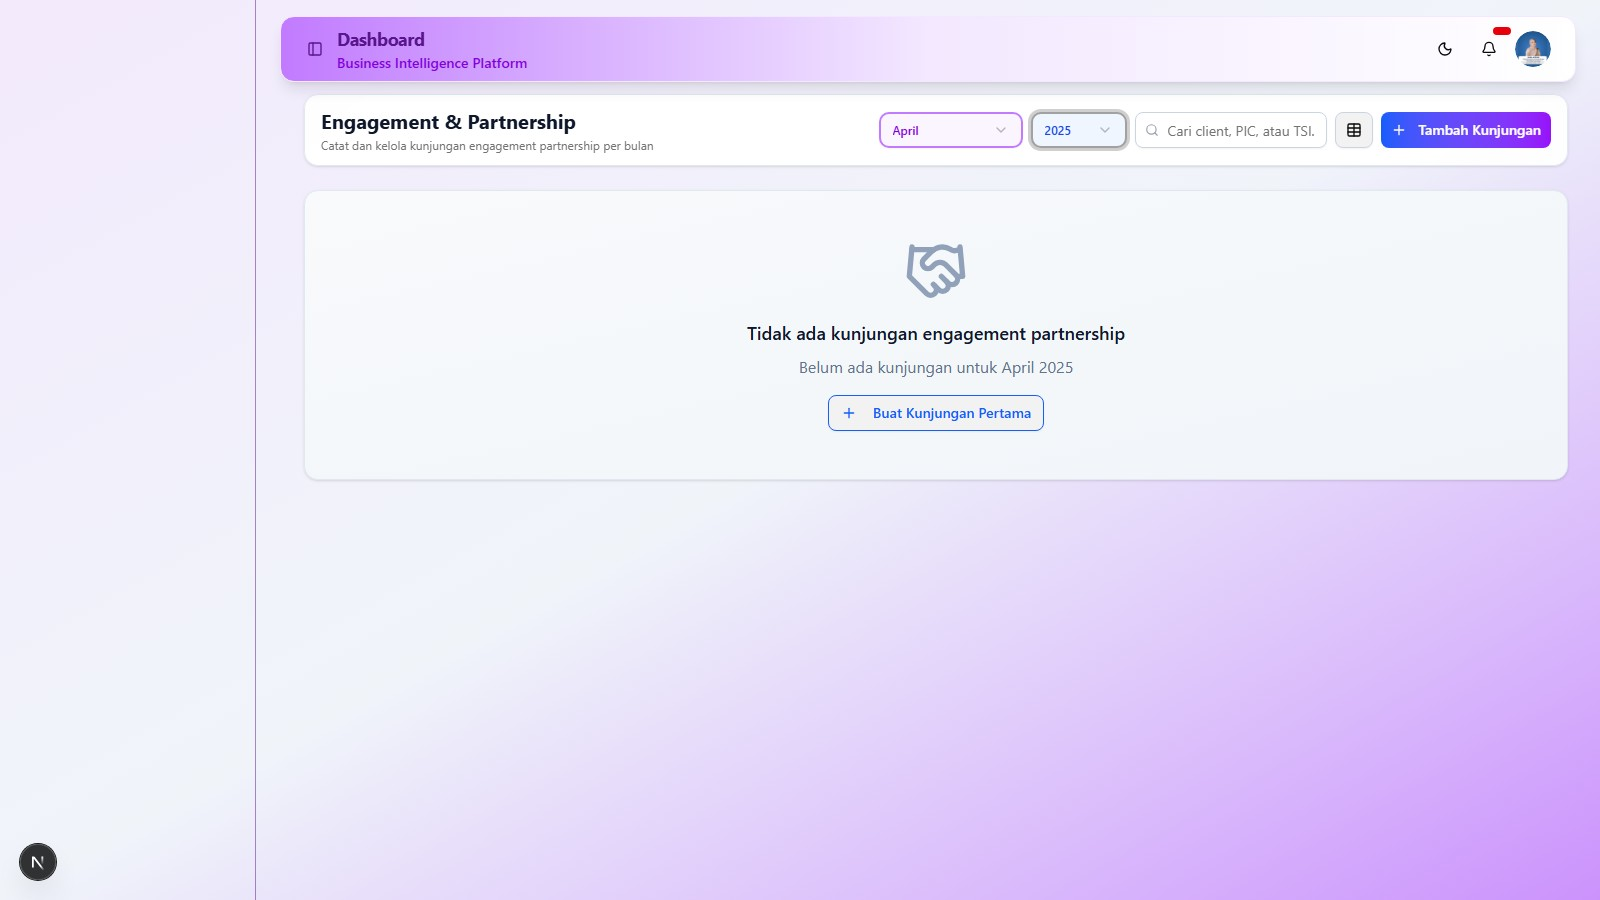 Dashboard
Business Intelligence Platform
Engagement & Partnership
Catat dan kelola kunjungan engagement partnership per bulan
April
2025
Cari client, PIC, atau TSI.
Tambah Kunjungan
Tidak ada kunjungan engagement partnership
Belum ada kunjungan untuk April 2025
Buat Kunjungan Pertama
N